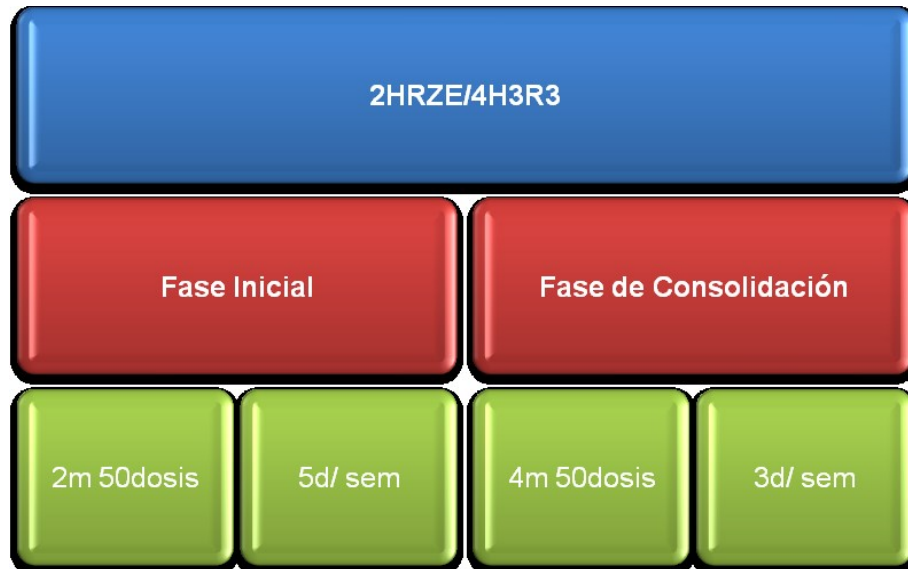 2HRZE/4H3R3
Fase Inicial
Fase de Consolidación
2m 50dosis
5d/ sem
4m 50dosis
3d/ sem